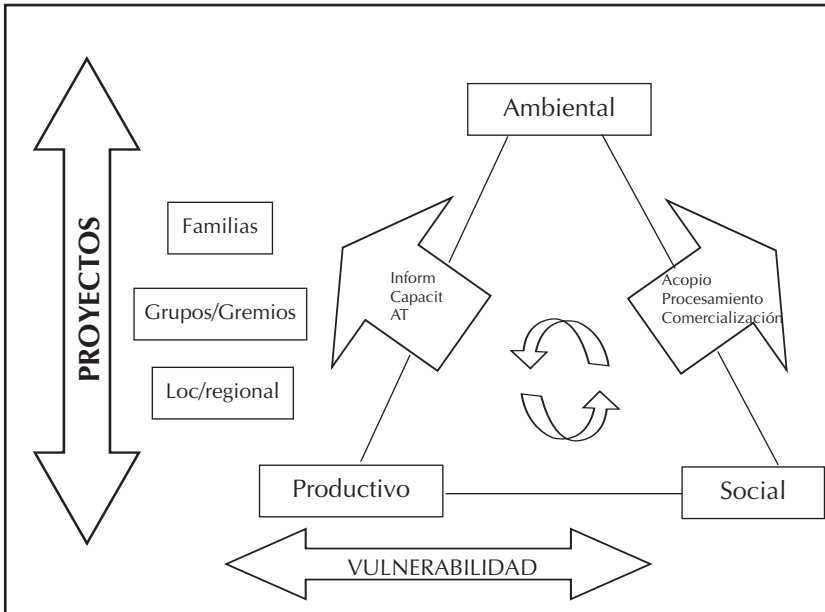 Ambiental
PROYECTOS
Familias
Grupos/Gremios
Loc/regional
Inform
Capacit
AT
Acopio
Procesamiento
Comercialización
Productivo
Social
VULNERABILIDAD